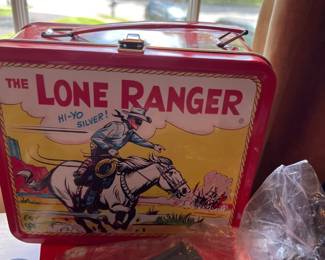 THE LONE RANGER
HI-YO
SILVER!
®